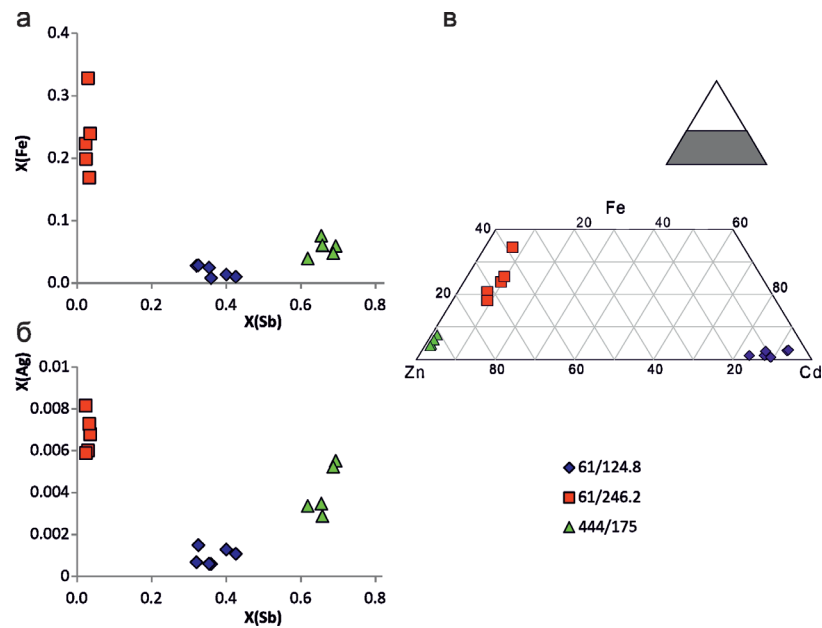 а
0.4
0.3
0.2
0.1
0.0
X(Fe)
0.0 0.2 0.4 0.6 0.8
X(Sb)
б
0.01
0.008
0.006
0.004
0.002
0
X(Ag)
0.0 0.2 0.4 0.6 0.8
X(Sb)
в
Fe
40 20 40 60
20 80
Zn 80 60 40 20 Cd
61/124.8
61/246.2
444/175